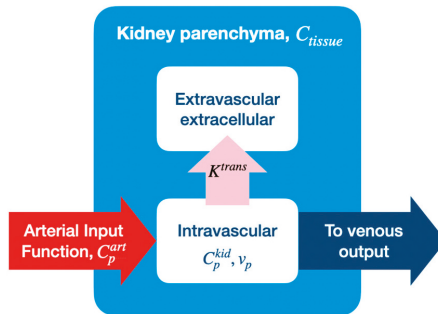 Kidney parenchyma, C_tissue
Extravascular
extracellular
K^trans
Arterial Input
Function, C_p^art
Intravascular
C_p^kid, v_p
To venous
output